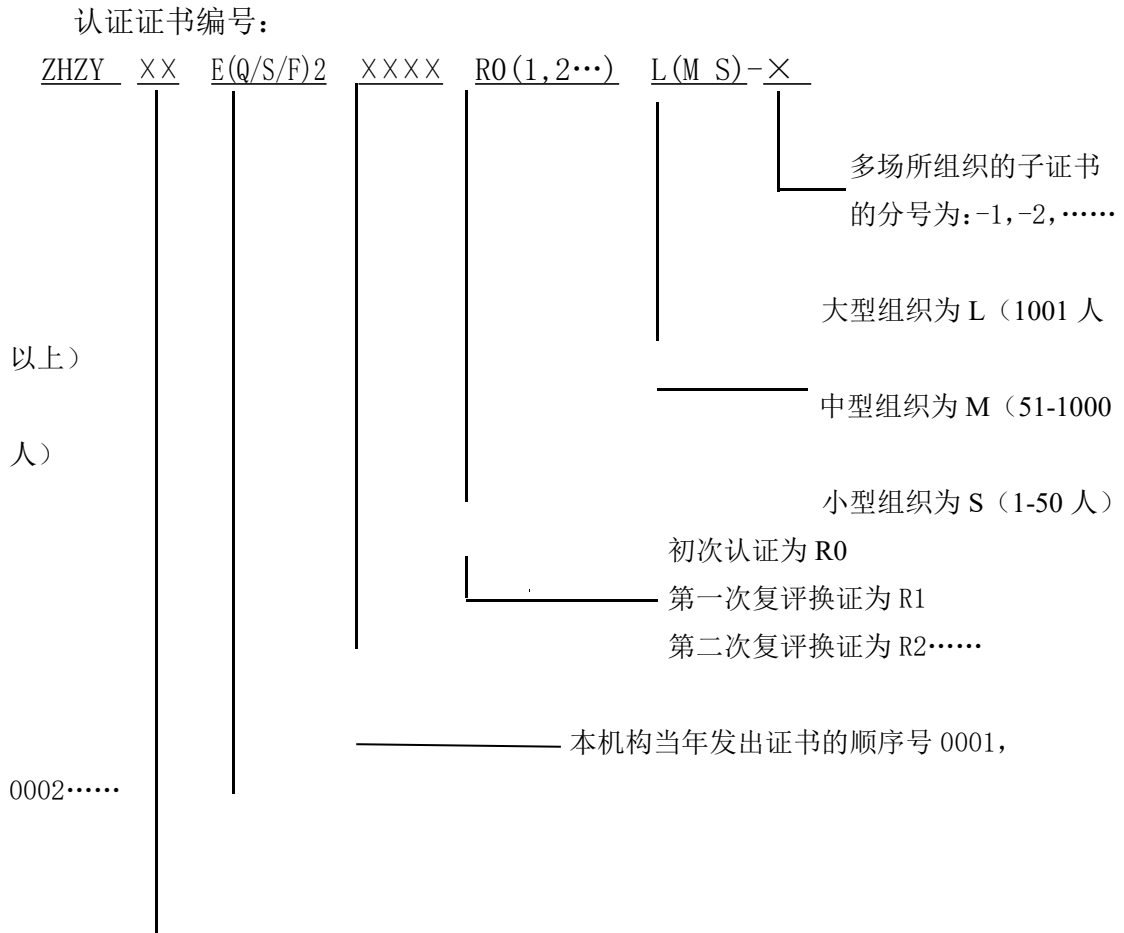 认证证书编号：
ZHZY ×× E(Q/S/F)2 ×××× R0(1,2…) L(M S)-×
多场所组织的子证书
的分号为：-1，-2，……
大型组织为 L（1001 人
以上）
中型组织为 M（51-1000
人）
小型组织为 S（1-50 人）
初次认证为 R0
第一次复评换证为 R1
第二次复评换证为 R2……
本机构当年发出证书的顺序号 0001，
0002……